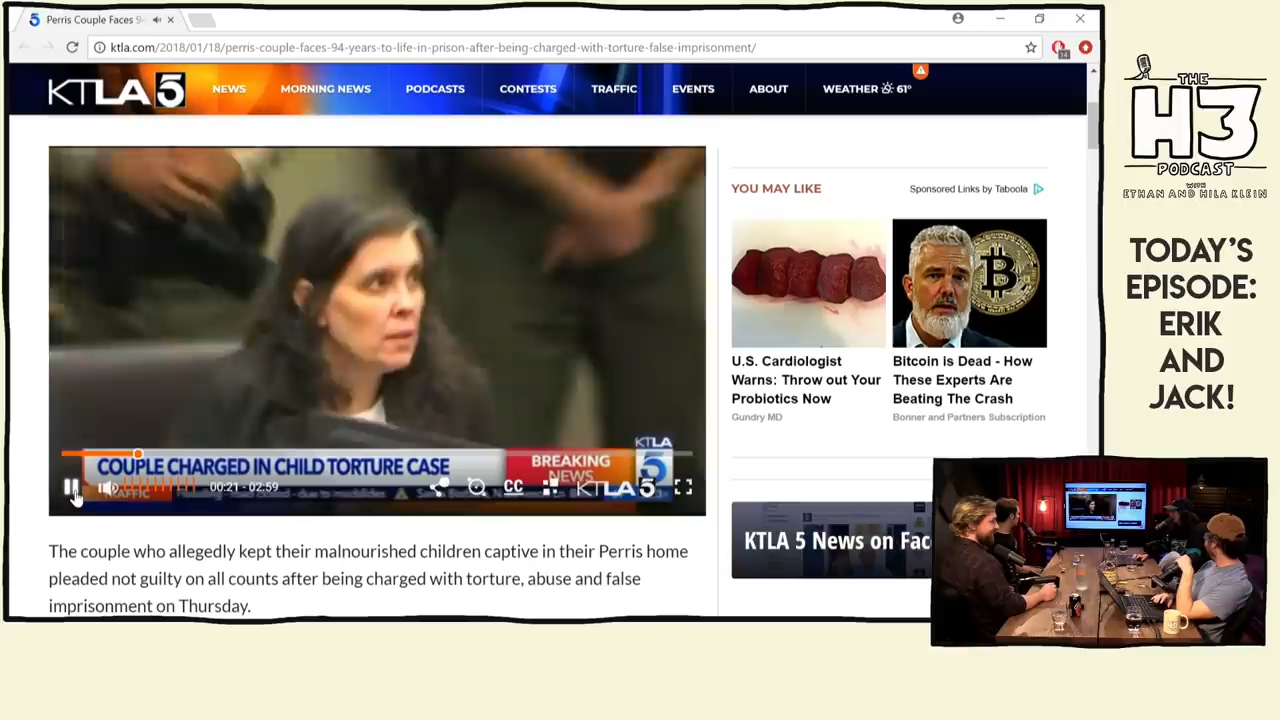 Perris Couple Faces 9
ktla.com/2018/01/18/perris-couple-faces-94-years-to-life-in-prison-after-being-charged-with-torture-false-imprisonment/
KTLA 5
NEWS
MORNING NEWS
PODCASTS
CONTESTS
TRAFFIC
EVENTS
ABOUT
WEATHER 61°
COUPLE CHARGED IN CHILD TORTURE CASE
BREAKING
NEWS
KTLA
5
TRAFFIC
00:21 - 02:59
CC
KTLA 5
The couple who allegedly kept their malnourished children captive in their Perris home
pleaded not guilty on all counts after being charged with torture, abuse and false
imprisonment on Thursday.
YOU MAY LIKE
Sponsored Links by Taboola
U.S. Cardiologist
Warns: Throw out Your
Probiotics Now
Gundry MD
Bitcoin is Dead - How
These Experts Are
Beating The Crash
Bonner and Partners Subscription
KTLA 5 News on Fac
THE
H3
PODCAST
WITH
ETHAN AND HILA KLEIN
TODAY'S
EPISODE:
ERIK
AND
JACK!